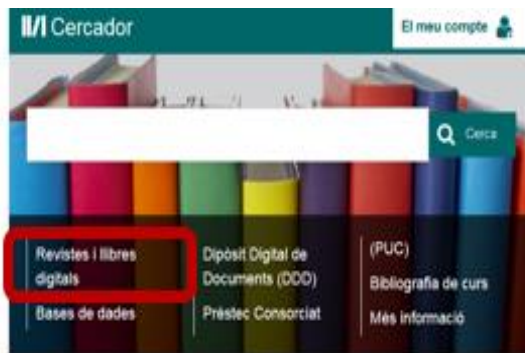 Cercador
El meu compte
Cerca
Revistes i llibres
digitals
Bases de dades
Dipòsit Digital de
Documents (DDD)
Préstec Consorciat
(PUC)
Bibliografia de curs
Més informació